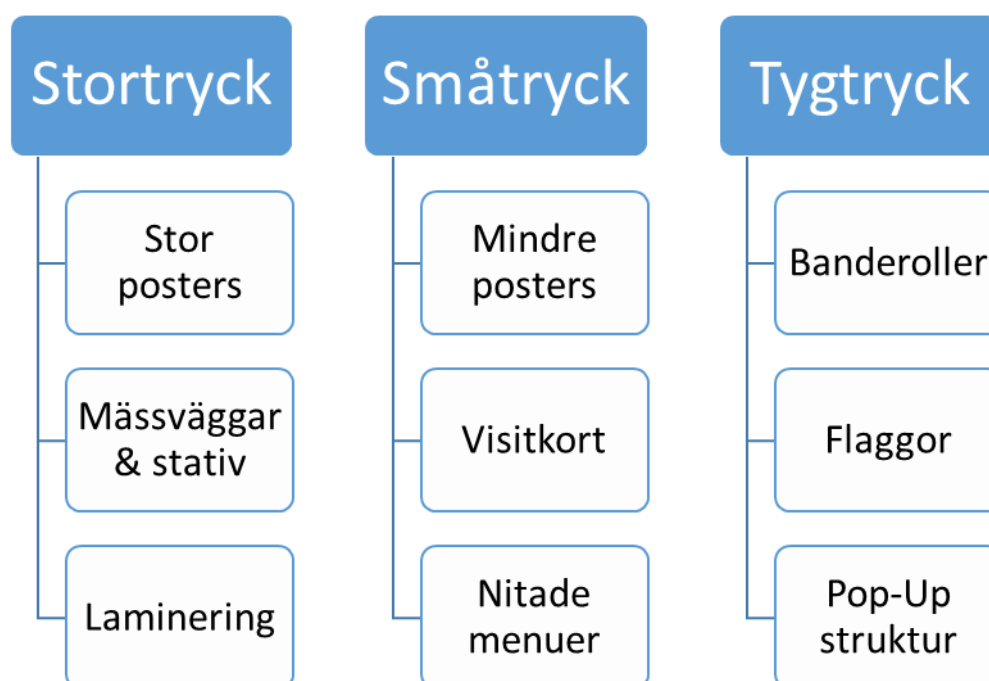 Stortryck
Stor
posters
Mässväggar
& stativ
Laminering
Småtryck
Mindre
posters
Visitkort
Nitade
menuer
Tygtryck
Banderoller
Flaggor
Pop-Up
struktur